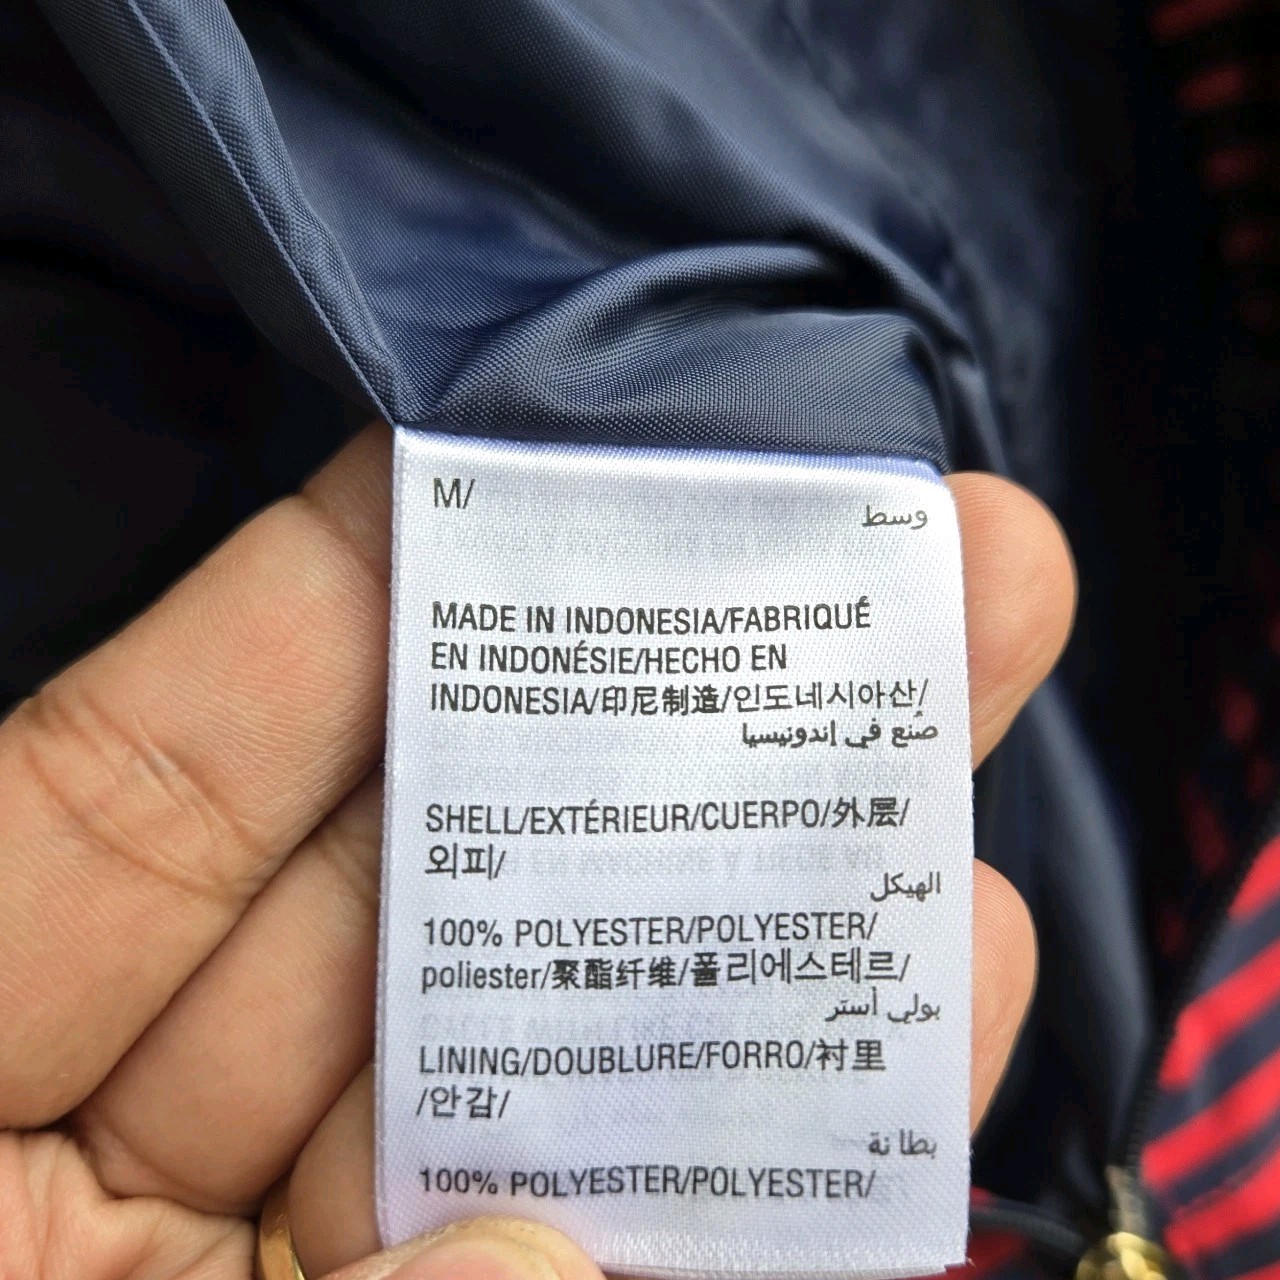 M/
وسط
MADE IN INDONESIA/FABRIQUÉ
EN INDONÉSIE/HECHO EN
INDONESIA/印尼制造/인도네시아산/
صُنع في إندونيسيا
SHELL/EXTÉRIEUR/CUERPO/外层/
외피/
الهيكل
100% POLYESTER/POLYESTER/
poliester/聚酯纤维/폴리에스테르/
بولي أستر
LINING/DOUBLURE/FORRO/衬里
/안감/
بطانة
100% POLYESTER/POLYESTER/